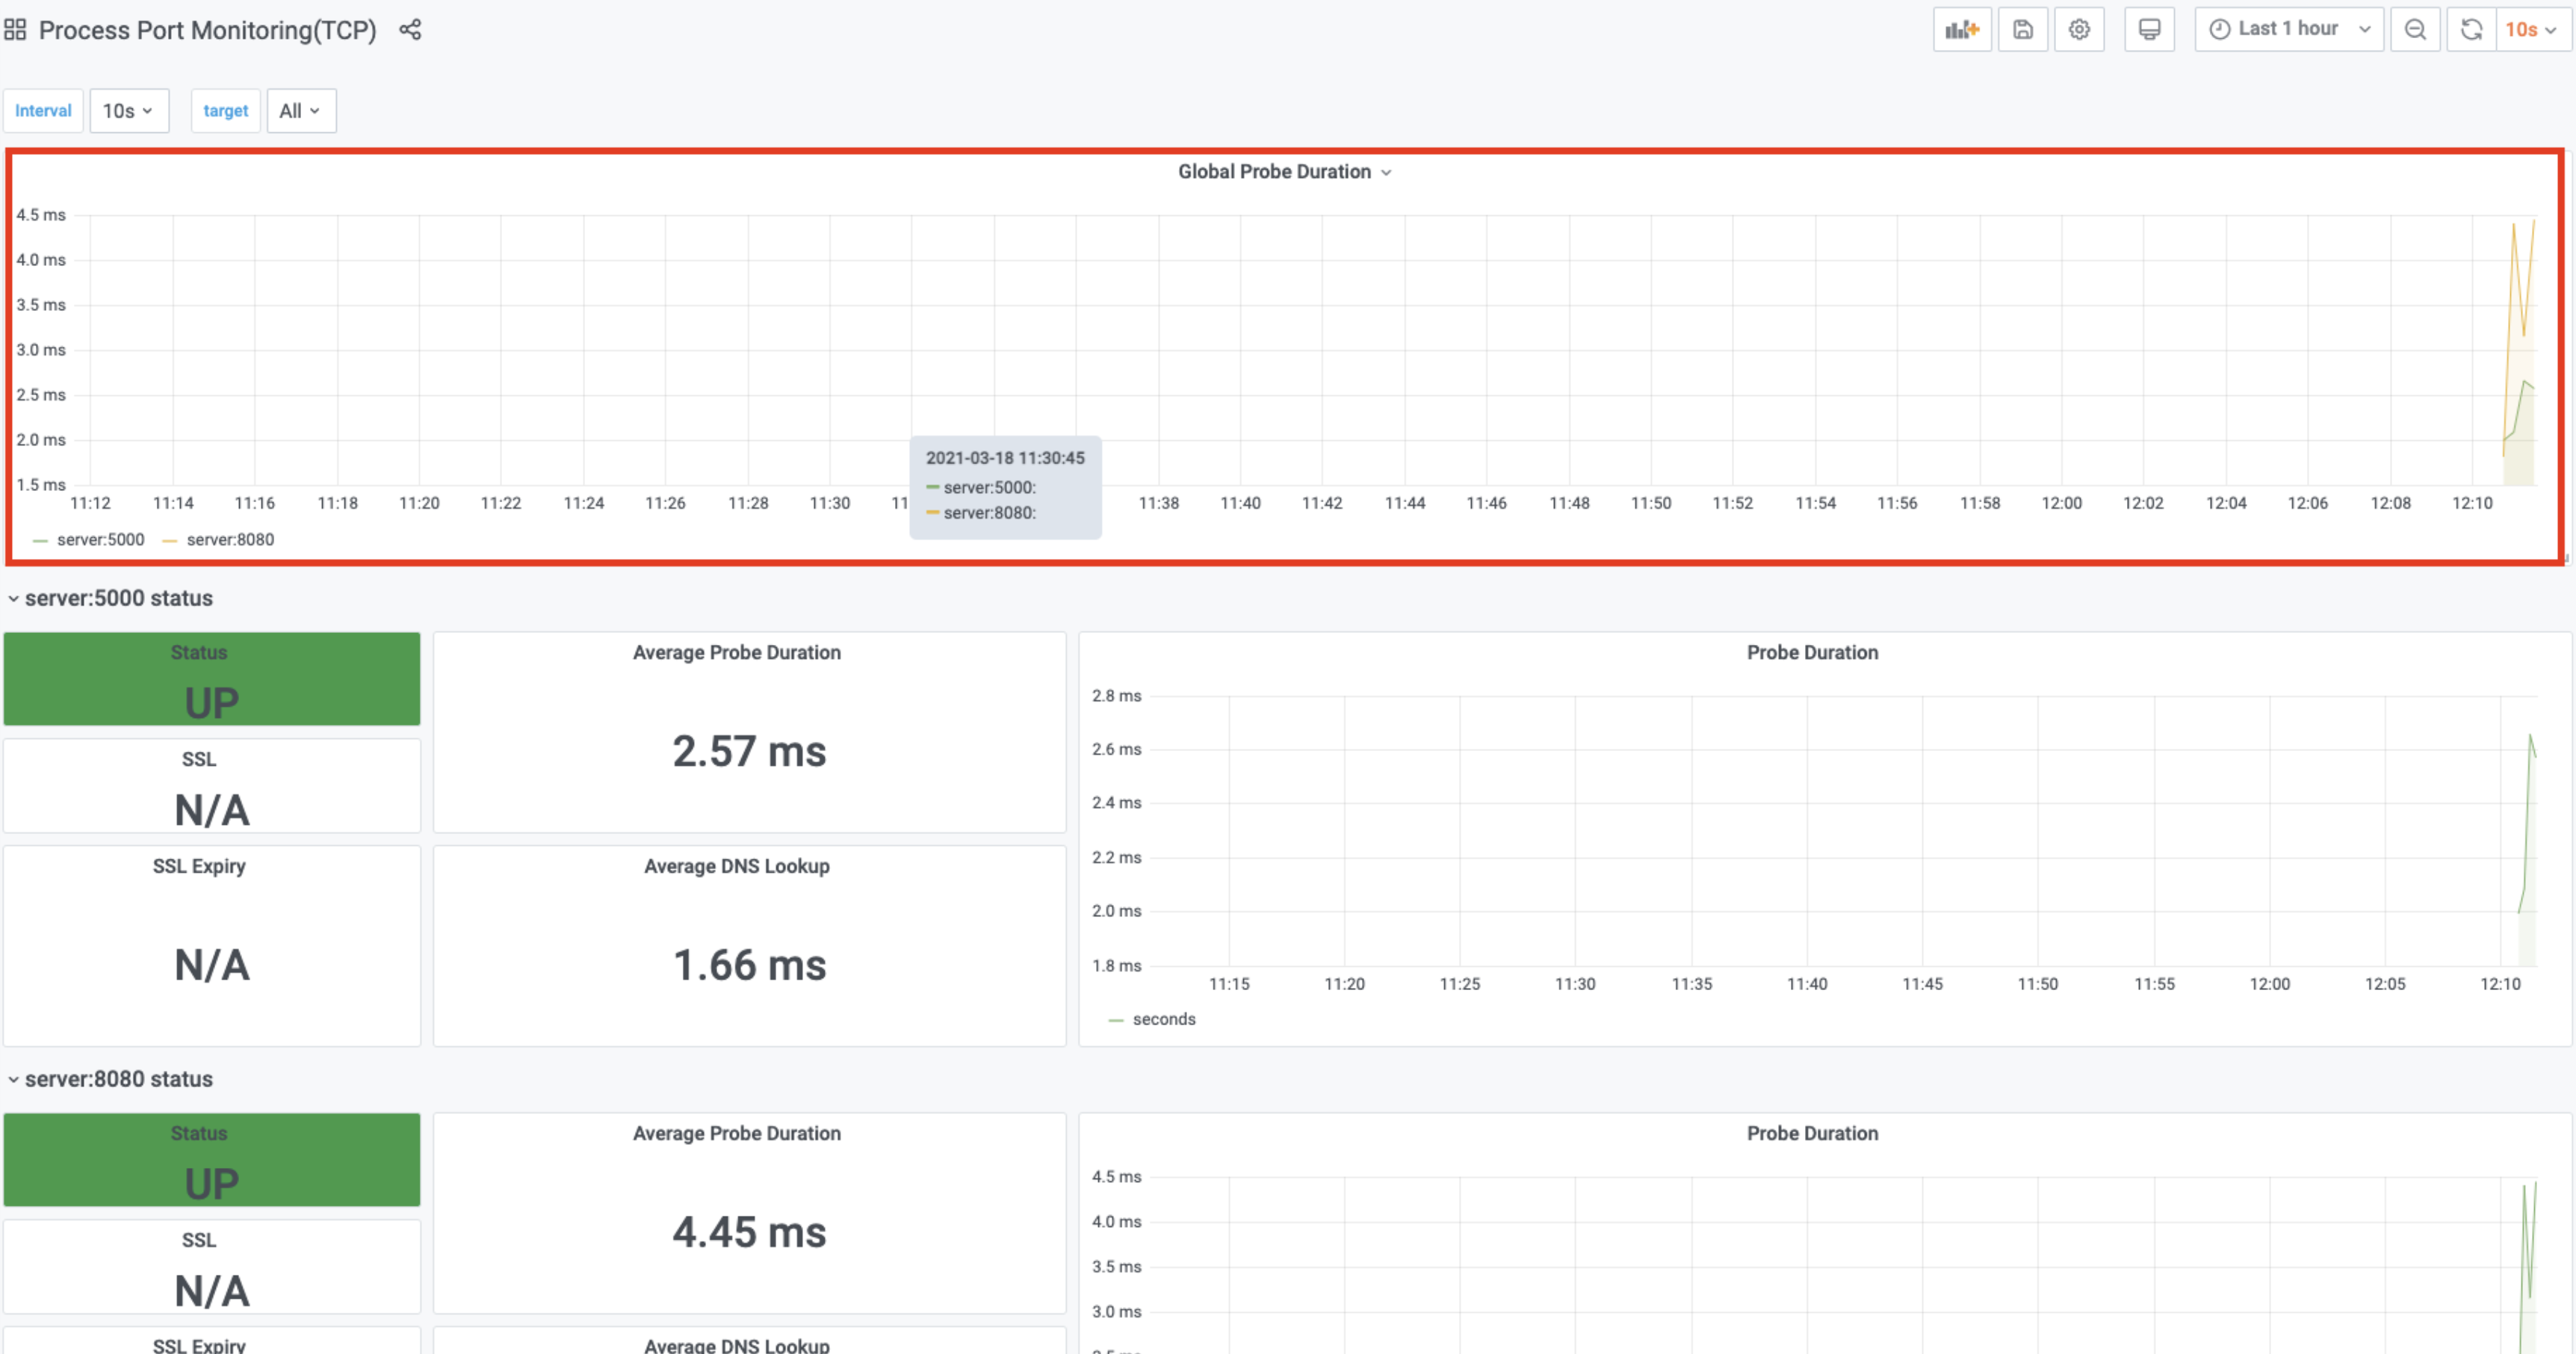 Process Port Monitoring(TCP)
Last 1 hour
10s
Interval
10s
target
All
Global Probe Duration
4.5 ms
4.0 ms
3.5 ms
3.0 ms
2.5 ms
2.0 ms
1.5 ms
11:12 11:14 11:16 11:18 11:20 11:22 11:24 11:26 11:28 11:30 11 11:38 11:40 11:42 11:44 11:46 11:48 11:50 11:52 11:54 11:56 11:58 12:00 12:02 12:04 12:06 12:08 12:10
2021-03-18 11:30:45
server:5000:
server:8080:
server:5000 server:8080
server:5000 status
Status
UP
SSL
N/A
SSL Expiry
N/A
Average Probe Duration
2.57 ms
Average DNS Lookup
1.66 ms
Probe Duration
2.8 ms
2.6 ms
2.4 ms
2.2 ms
2.0 ms
1.8 ms
11:15 11:20 11:25 11:30 11:35 11:40 11:45 11:50 11:55 12:00 12:05 12:10
seconds
server:8080 status
Status
UP
SSL
N/A
SSL Expiry
Average Probe Duration
4.45 ms
Average DNS Lookup
Probe Duration
4.5 ms
4.0 ms
3.5 ms
3.0 ms